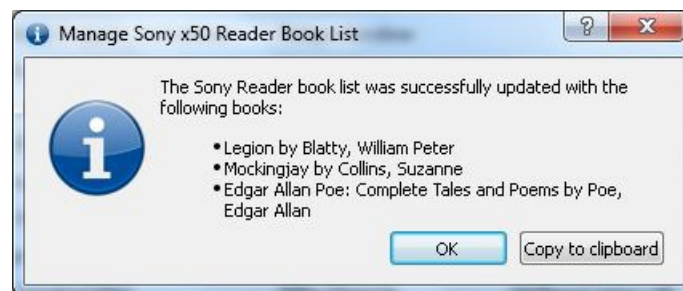 Manage Sony x50 Reader Book List
The Sony Reader book list was successfully updated with the
following books:
• Legion by Blatty, William Peter
• Mockingjay by Collins, Suzanne
• Edgar Allan Poe: Complete Tales and Poems by Poe,
Edgar Allan
OK
Copy to clipboard